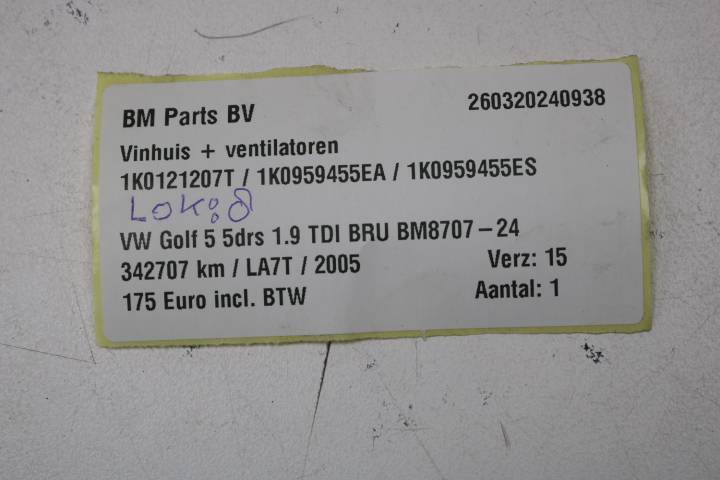 BM Parts BV 260320240938
Vinhuis + ventilatoren
1K0121207T / 1K0959455EA / 1K0959455ES
LOK:8
VW Golf 5 5drs 1.9 TDI BRU BM8707-24
342707 km / LA7T / 2005 Verz: 15
175 Euro incl. BTW Aantal: 1